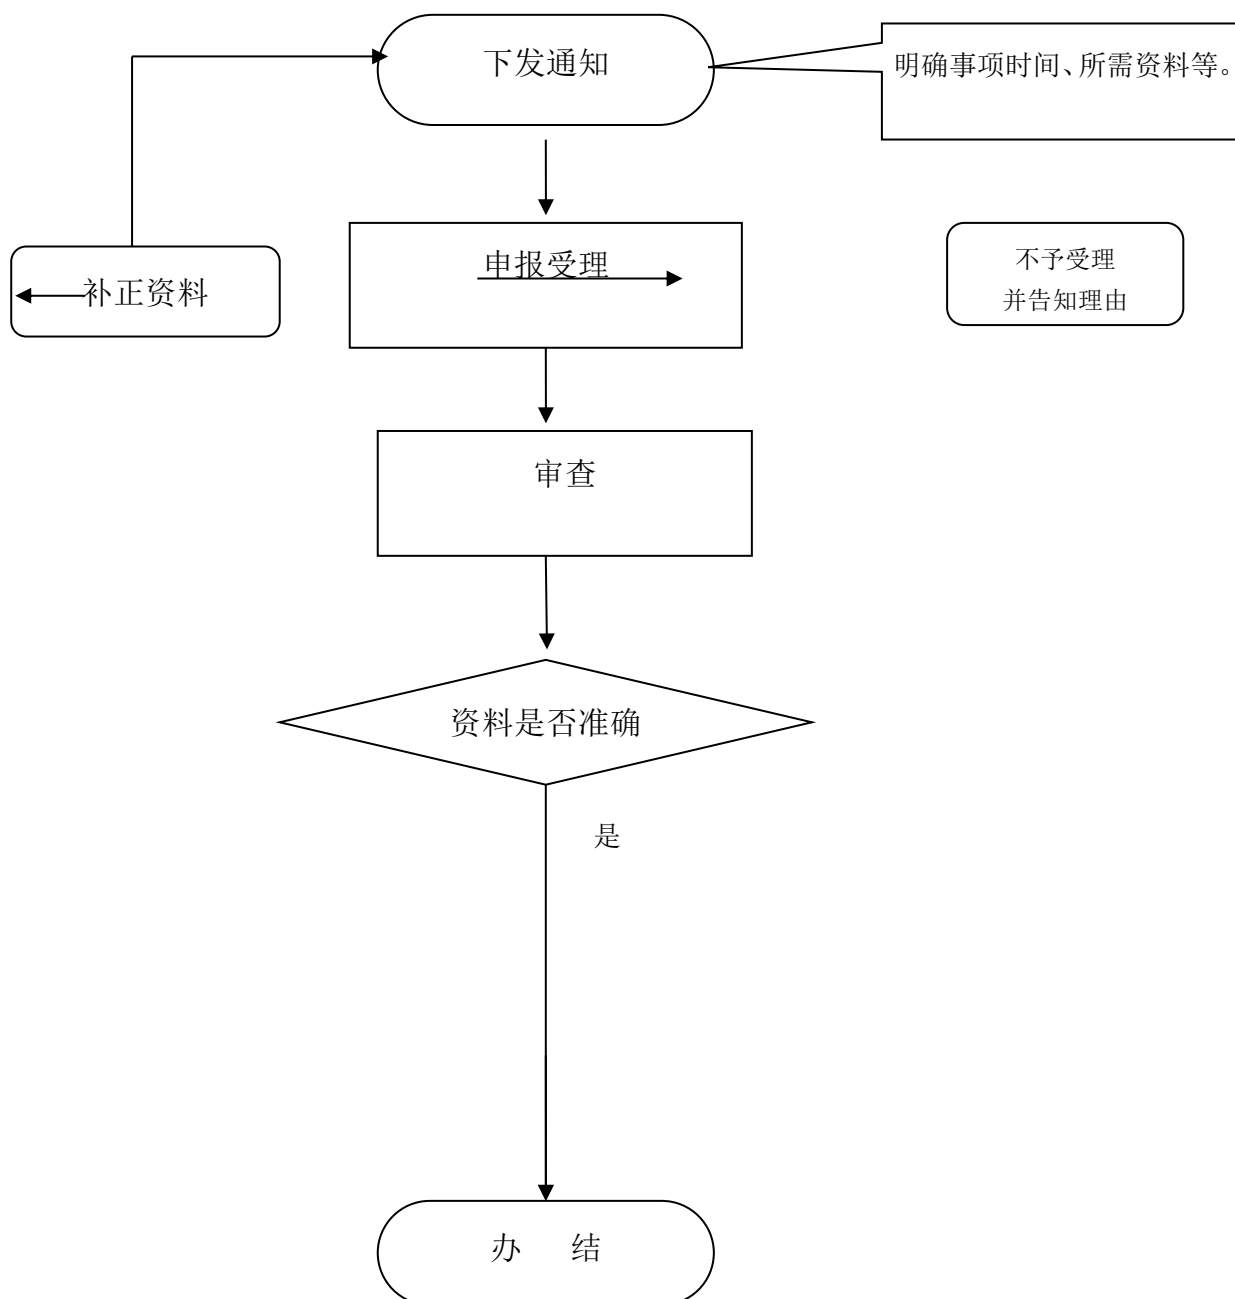 下发通知
明确事项时间、所需资料等。
申报受理
不予受理
并告知理由
补正资料
审查
资料是否准确
是
办 结